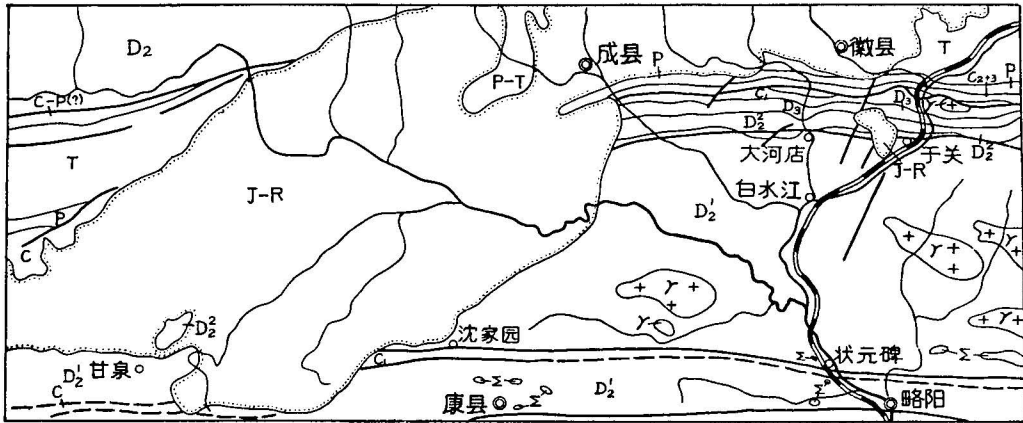 D₂
成县
徽县
T
P
P-T
C-P(?)
C₂₊₃
P
C₁
D₃
D₃
D₂²
大河店
于关
D₂²
J-R
T
J-R
白水江
D₂¹
P
C
γ
γ
γ
γ
D₂²
沈家园
C₁
D₂¹
甘泉
C₁
Σ
状元碑
Σ
Σ
Σ
D₂¹
康县
Σ
略阳